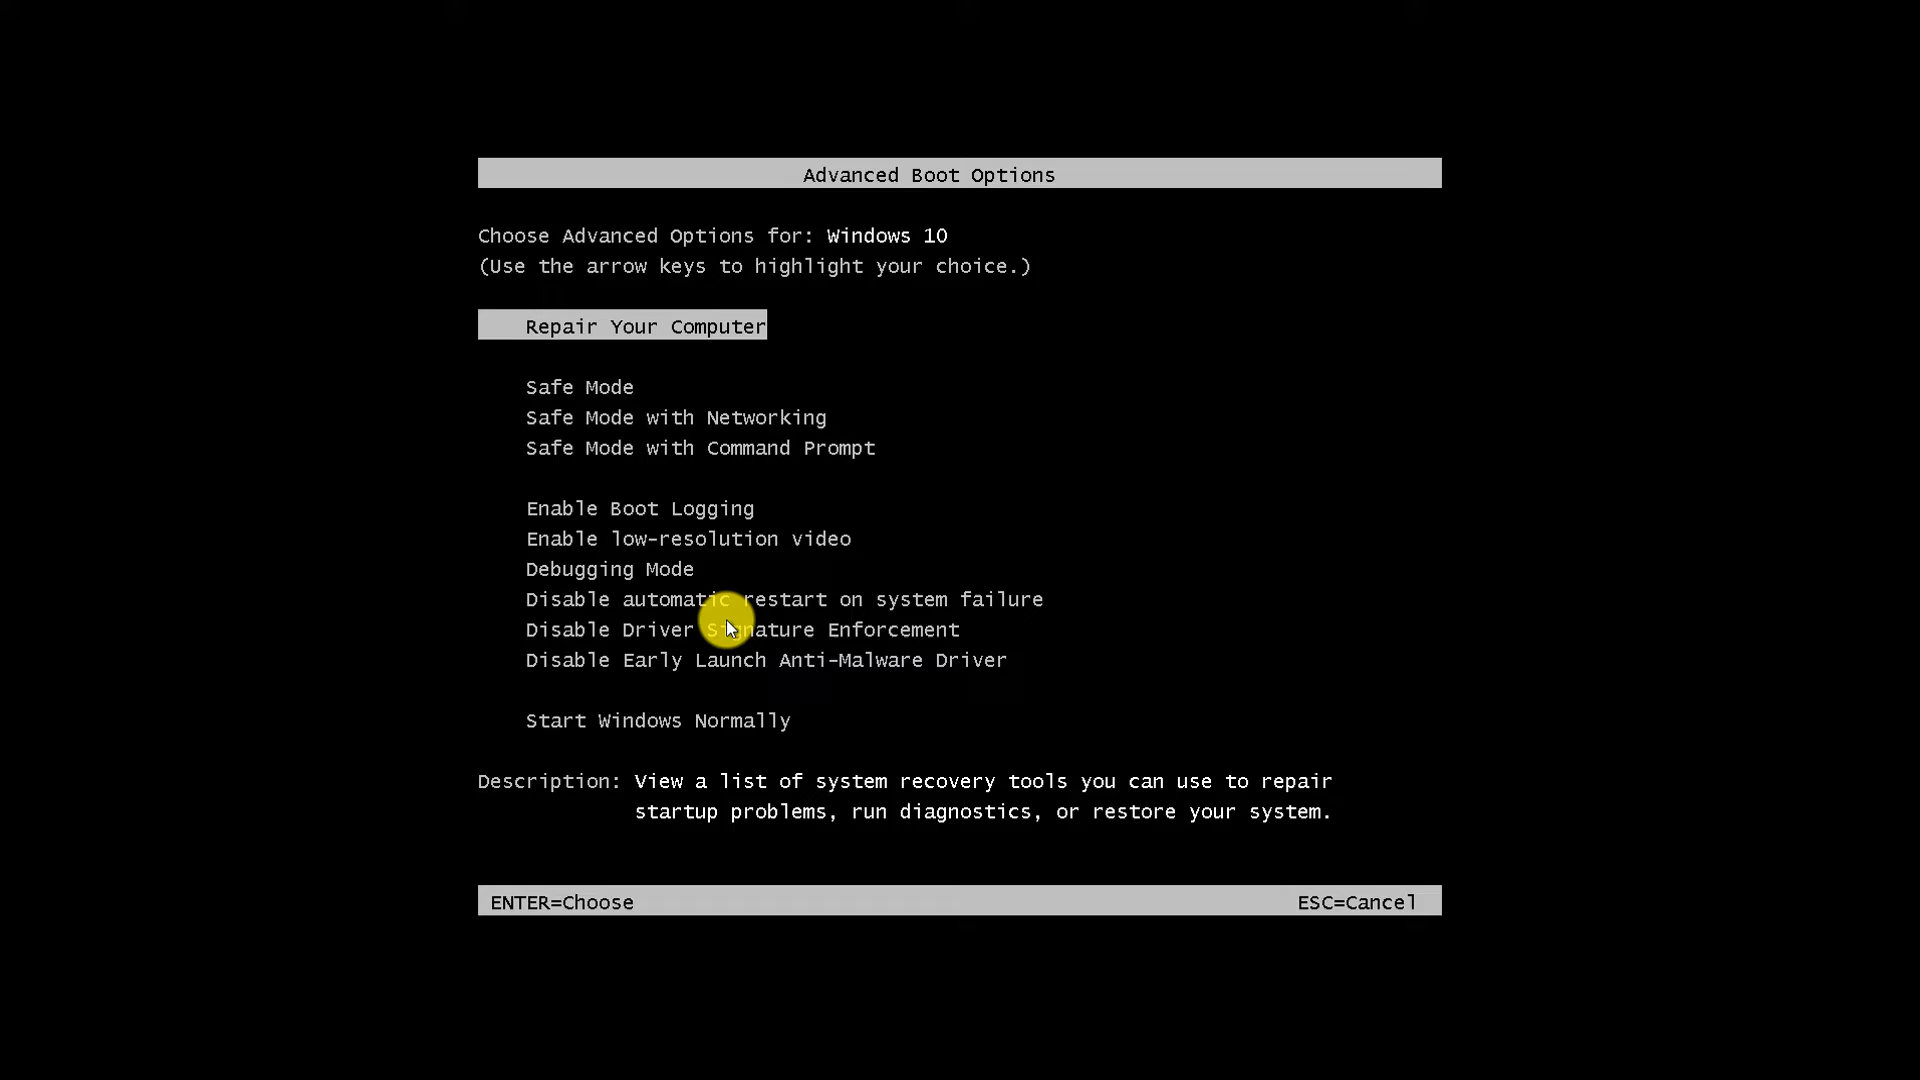 Advanced Boot Options
Choose Advanced Options for: Windows 10
(Use the arrow keys to highlight your choice.)
Repair Your Computer
Safe Mode
Safe Mode with Networking
Safe Mode with Command Prompt
Enable Boot Logging
Enable low-resolution video
Debugging Mode
Disable automatic restart on system failure
Disable Driver Signature Enforcement
Disable Early Launch Anti-Malware Driver
Start Windows Normally
Description: View a list of system recovery tools you can use to repair
startup problems, run diagnostics, or restore your system.
ENTER=Choose ESC=Cancel